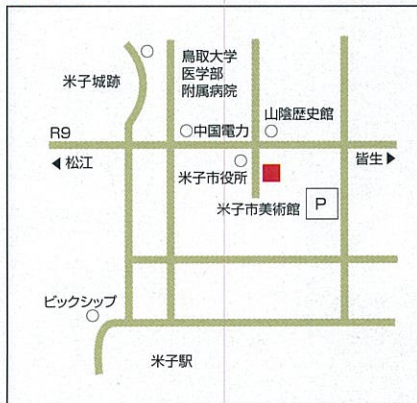 鳥取大学
医学部
附属病院
米子城跡
山陰歴史館
中国電力
R9
松江
皆生
米子市役所
米子市美術館
P
ビックシップ
米子駅